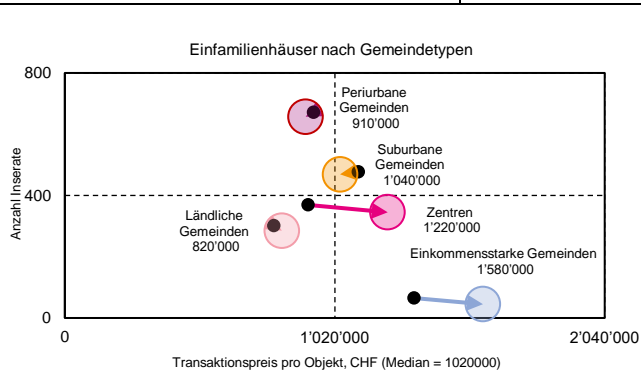 Einfamilienhäuser nach Gemeindetypen
800
400
0
Anzahl Inserate
Periurbane
Gemeinden
910'000
Suburbane
Gemeinden
1'040'000
Ländliche
Gemeinden
820'000
Zentren
1'220'000
Einkommensstarke Gemeinden
1'580'000
0
1'020'000
2'040'000
Transaktionspreis pro Objekt, CHF (Median = 1020000)